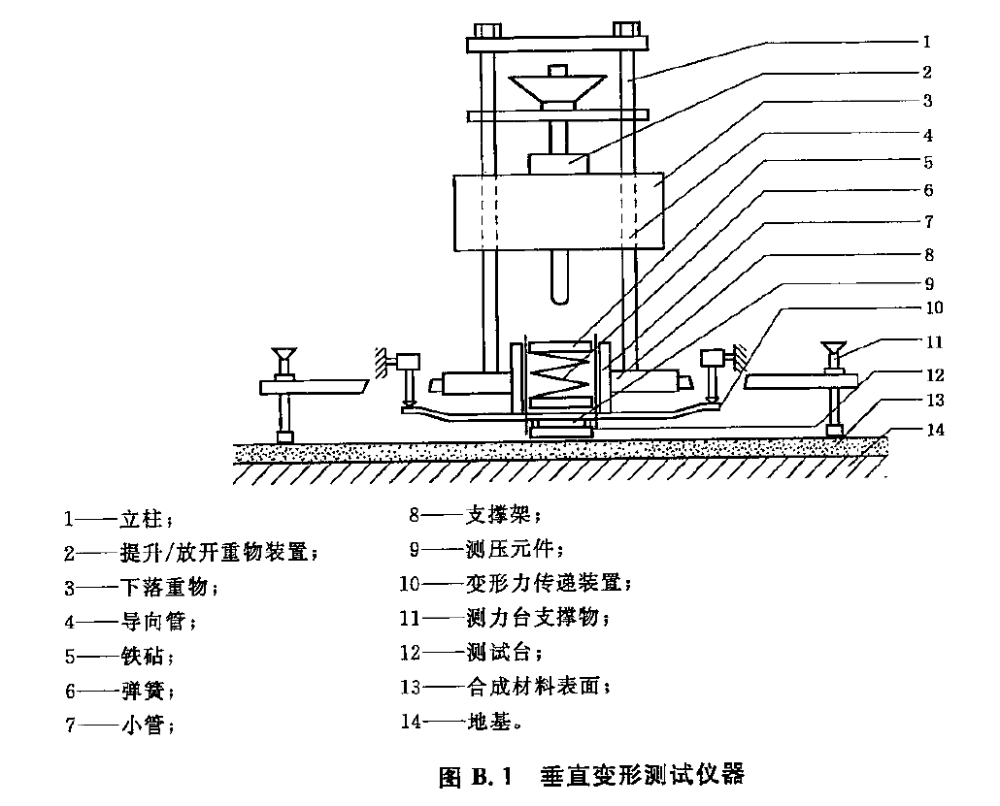 1
2
3
4
5
6
7
8
9
10
11
12
13
14
1——立柱；
2——提升/放开重物装置；
3——下落重物；
4——导向管；
5——铁砧；
6——弹簧；
7——小管；
8——支撑架；
9——测压元件；
10——变形力传递装置；
11——测力台支撑物；
12——测试台；
13——合成材料表面；
14——地基。
图 B.1 垂直变形测试仪器